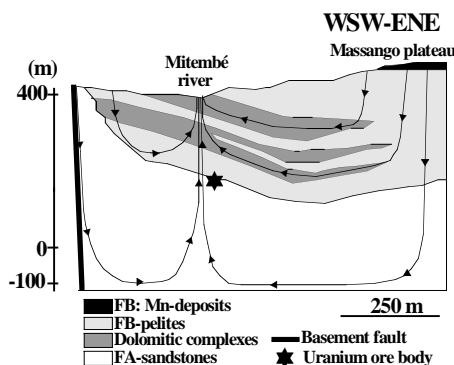 WSW-ENE
Mitembé
river
Massango plateau
(m)
400
0
-100
250 m
FB: Mn-deposits
FB-pelites
Dolomitic complexes
FA-sandstones
Basement fault
Uranium ore body